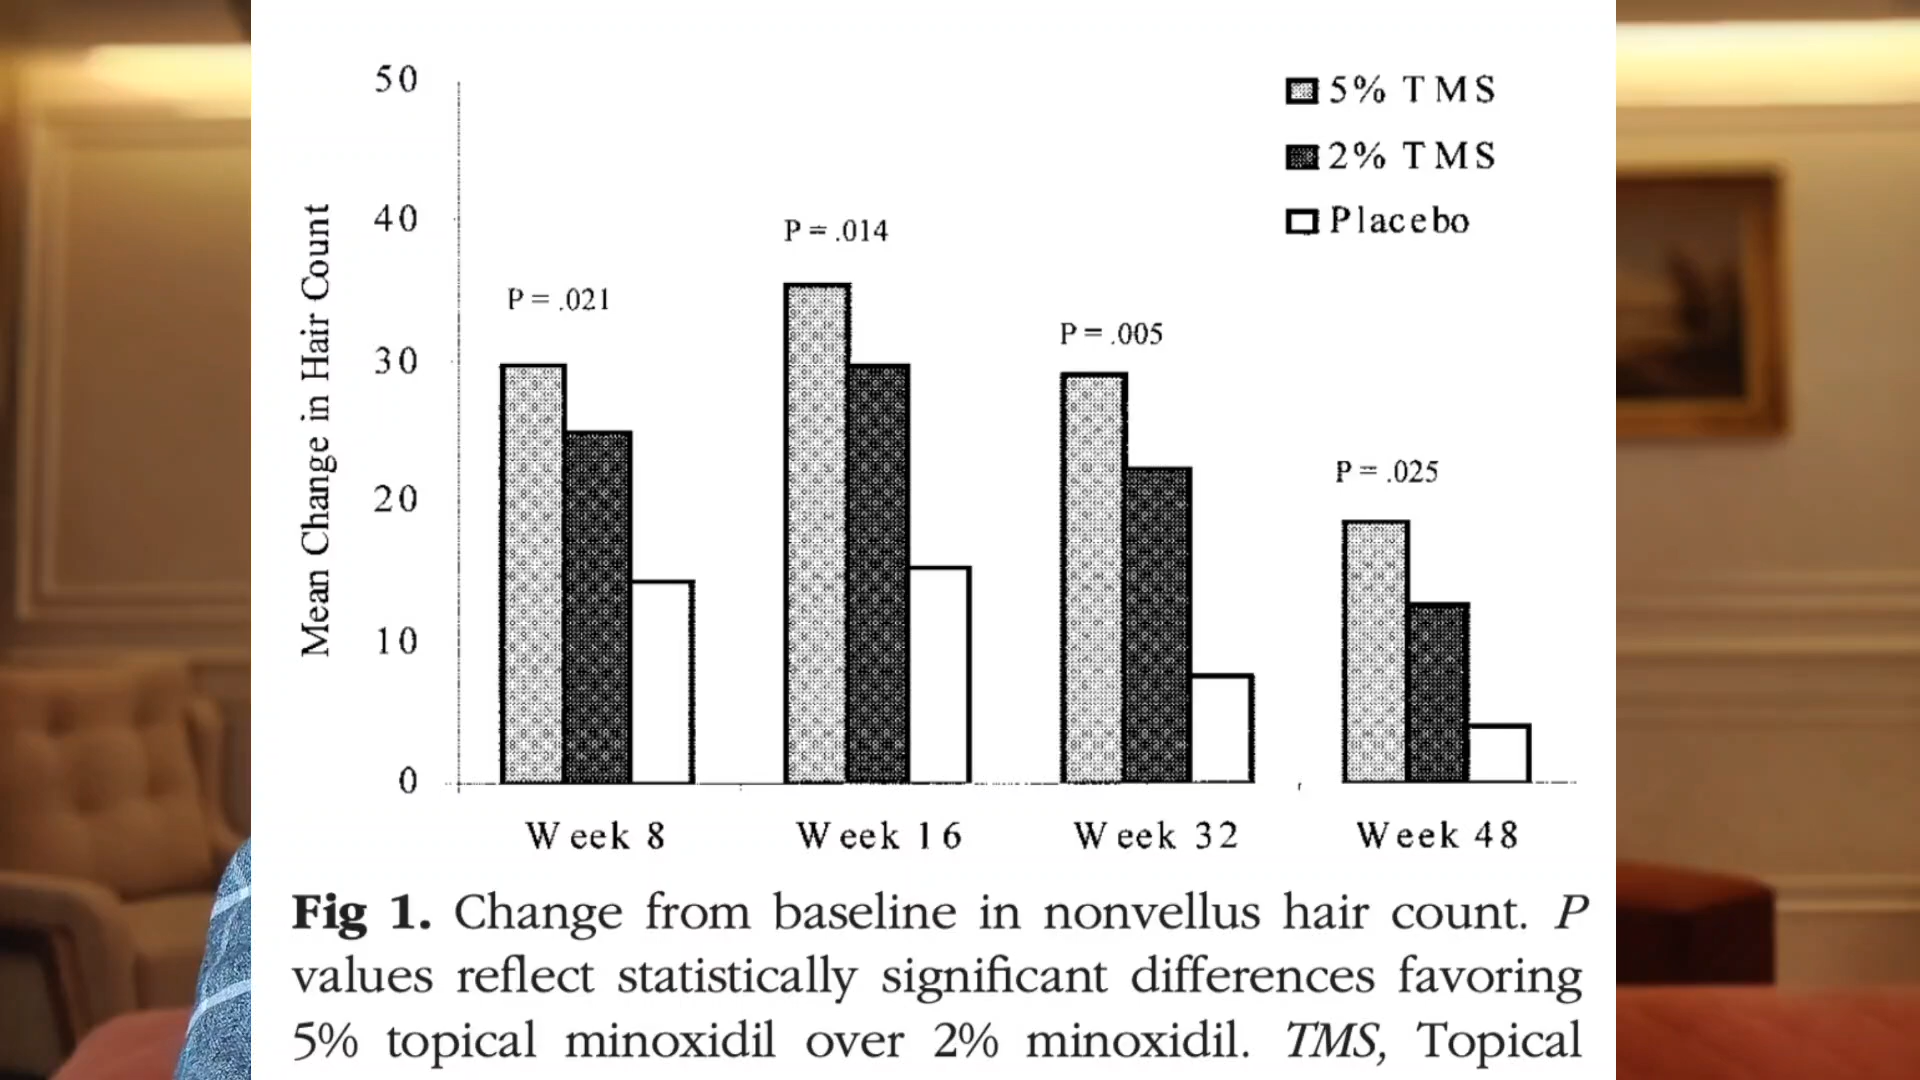 50
40
30
20
10
0
Mean Change in Hair Count
5% TMS
2% TMS
Placebo
P = .021
P = .014
P = .005
P = .025
Week 8
Week 16
Week 32
Week 48
Fig 1. Change from baseline in nonvellus hair count. P
values reflect statistically significant differences favoring
5% topical minoxidil over 2% minoxidil. TMS, Topical